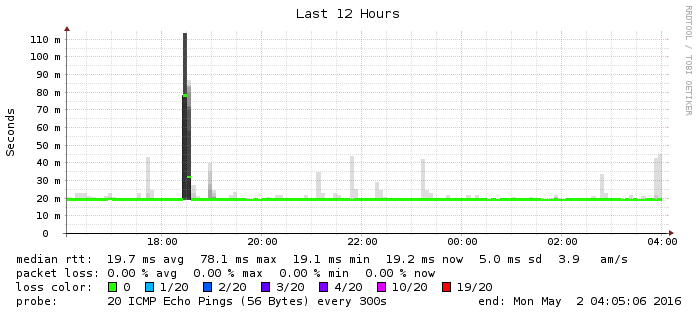 Last 12 Hours
RRDTOOL / TOBI OETIKER
Seconds
110 m
100 m
90 m
80 m
70 m
60 m
50 m
40 m
30 m
20 m
10 m
0
18:00 20:00 22:00 00:00 02:00 04:00
median rtt: 19.7 ms avg 78.1 ms max 19.1 ms min 19.2 ms now 5.0 ms sd 3.9 am/s
packet loss: 0.00 % avg 0.00 % max 0.00 % min 0.00 % now
loss color: 0 1/20 2/20 3/20 4/20 10/20 19/20
probe: 20 ICMP Echo Pings (56 Bytes) every 300s end: Mon May 2 04:05:06 2016